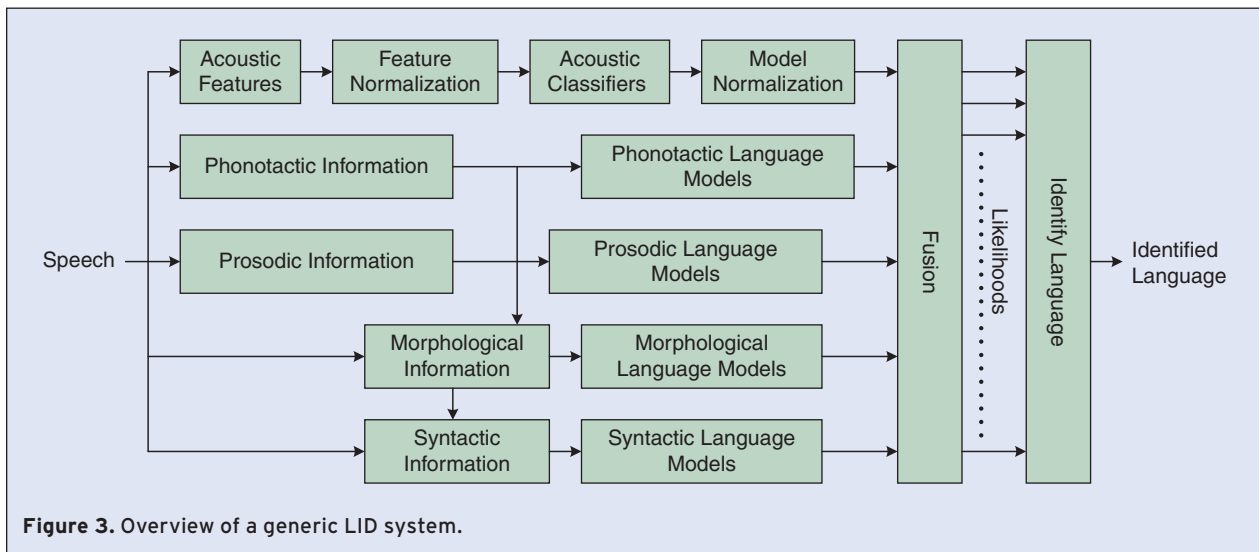 Acoustic
Features
Feature
Normalization
Acoustic
Classifiers
Model
Normalization
Phonotactic Information
Phonotactic Language
Models
Speech
Prosodic Information
Prosodic Language
Models
Morphological
Information
Morphological
Language Models
Syntactic
Information
Syntactic Language
Models
Fusion
Likelihoods
Identify Language
Identified
Language
Figure 3. Overview of a generic LID system.